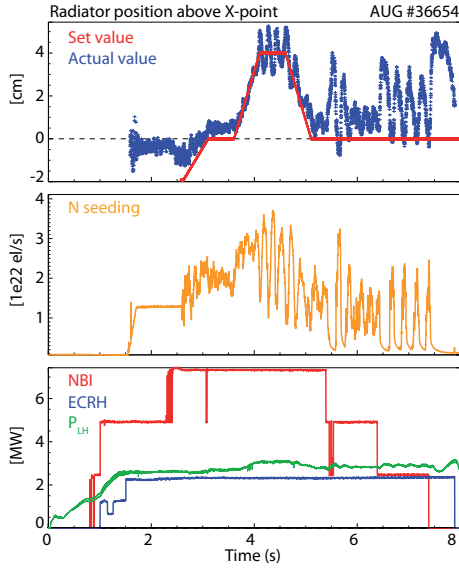 Radiator position above X-point AUG #36654
Set value
Actual value
[cm]
4
2
0
-2
N seeding
[1e22 el/s]
4
3
2
1
NBI
ECRH
P_LH
[MW]
6
4
2
0
0 2 4 6 8
Time (s)